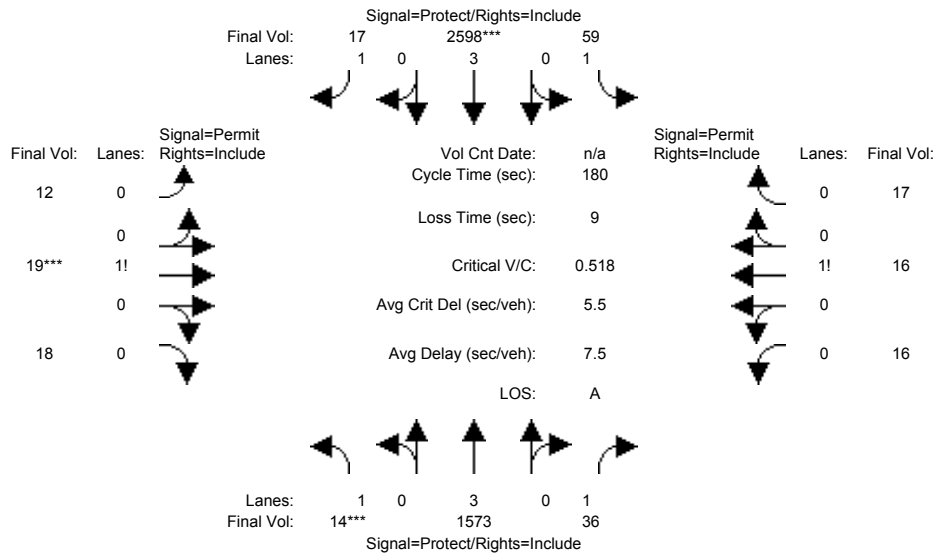 Signal=Protect/Rights=Include
Final Vol: 17 2598*** 59
Lanes: 1 0 3 0 1
Signal=Permit Signal=Permit
Final Vol: Lanes: Rights=Include Vol Cnt Date: n/a Rights=Include Lanes: Final Vol:
Cycle Time (sec): 180
12 0 0 17
Loss Time (sec): 9
0 0
19*** 1! Critical V/C: 0.518 1! 16
0 Avg Crit Del (sec/veh): 5.5 0
18 0 Avg Delay (sec/veh): 7.5 0 16
LOS: A
Lanes: 1 0 3 0 1
Final Vol: 14*** 1573 36
Signal=Protect/Rights=Include